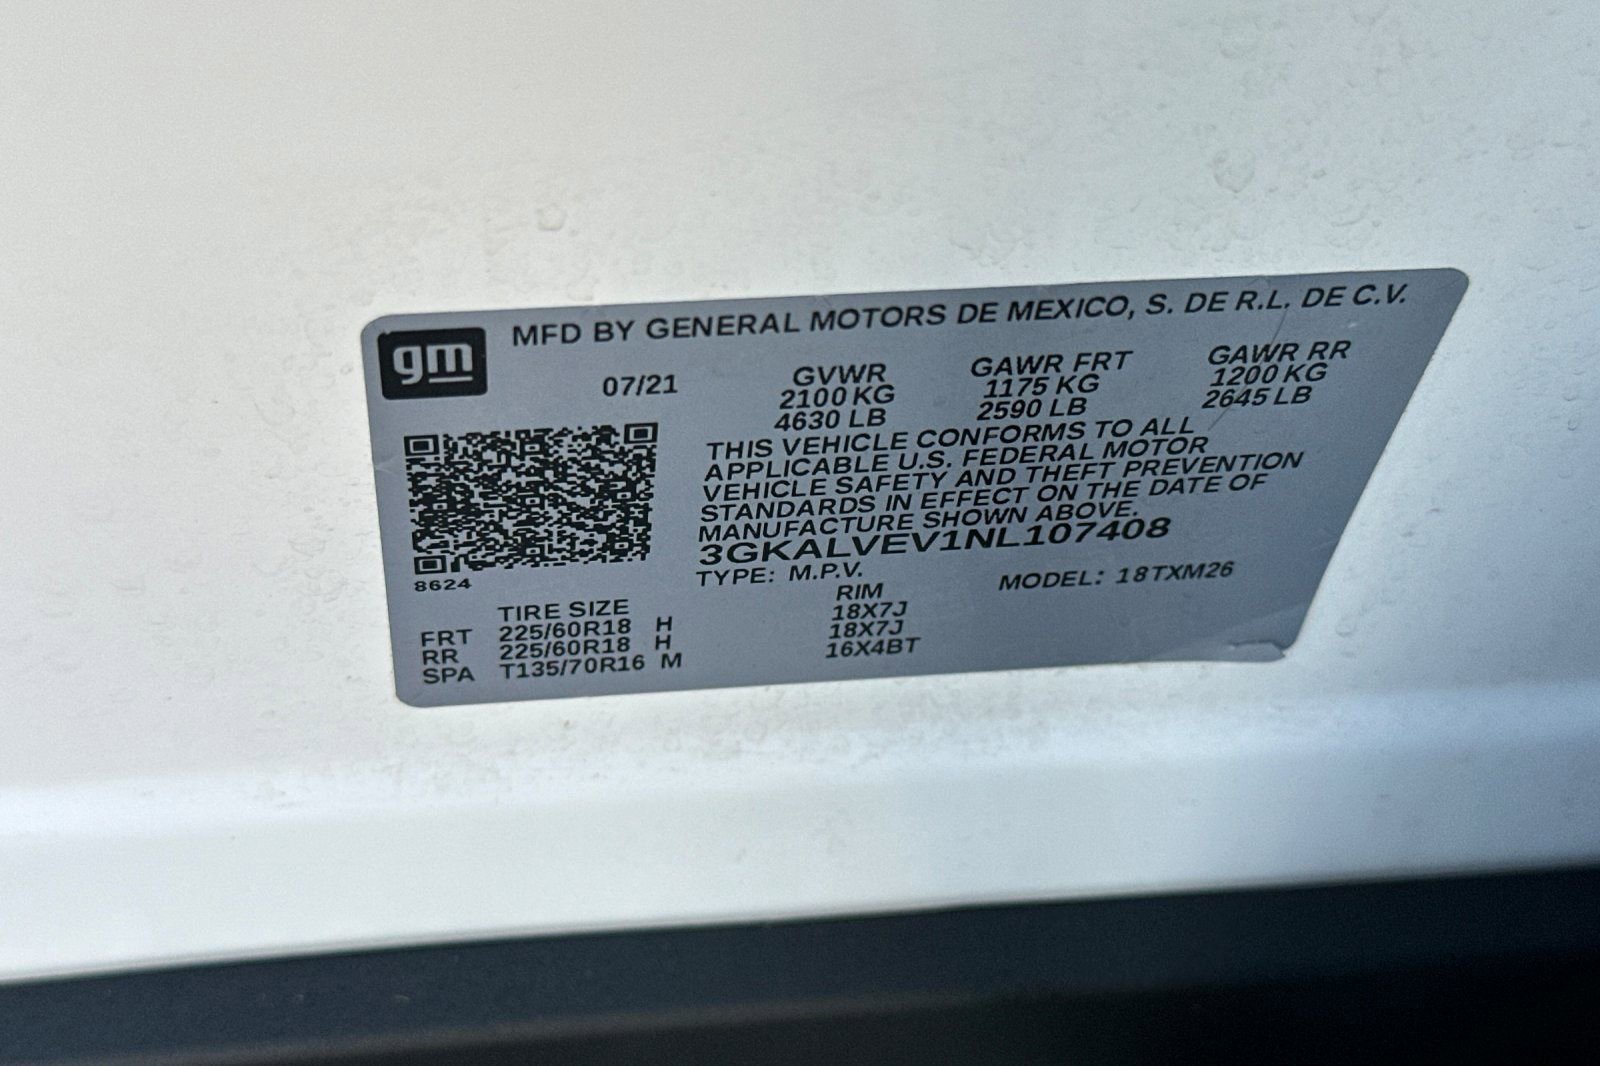 gm
MFD BY GENERAL MOTORS DE MEXICO, S. DE R.L. DE C.V.
07/21
GVWR GAWR FRT GAWR RR
2100 KG 1175 KG 1200 KG
4630 LB 2590 LB 2645 LB
THIS VEHICLE CONFORMS TO ALL
APPLICABLE U.S. FEDERAL MOTOR
VEHICLE SAFETY AND THEFT PREVENTION
STANDARDS IN EFFECT ON THE DATE OF
MANUFACTURE SHOWN ABOVE.
3GKALVEV1NL107408
TYPE: M.P.V. MODEL: 18TXM26
8624
TIRE SIZE RIM
FRT 225/60R18 H 18X7J
RR 225/60R18 H 18X7J
SPA T135/70R16 M 16X4BT